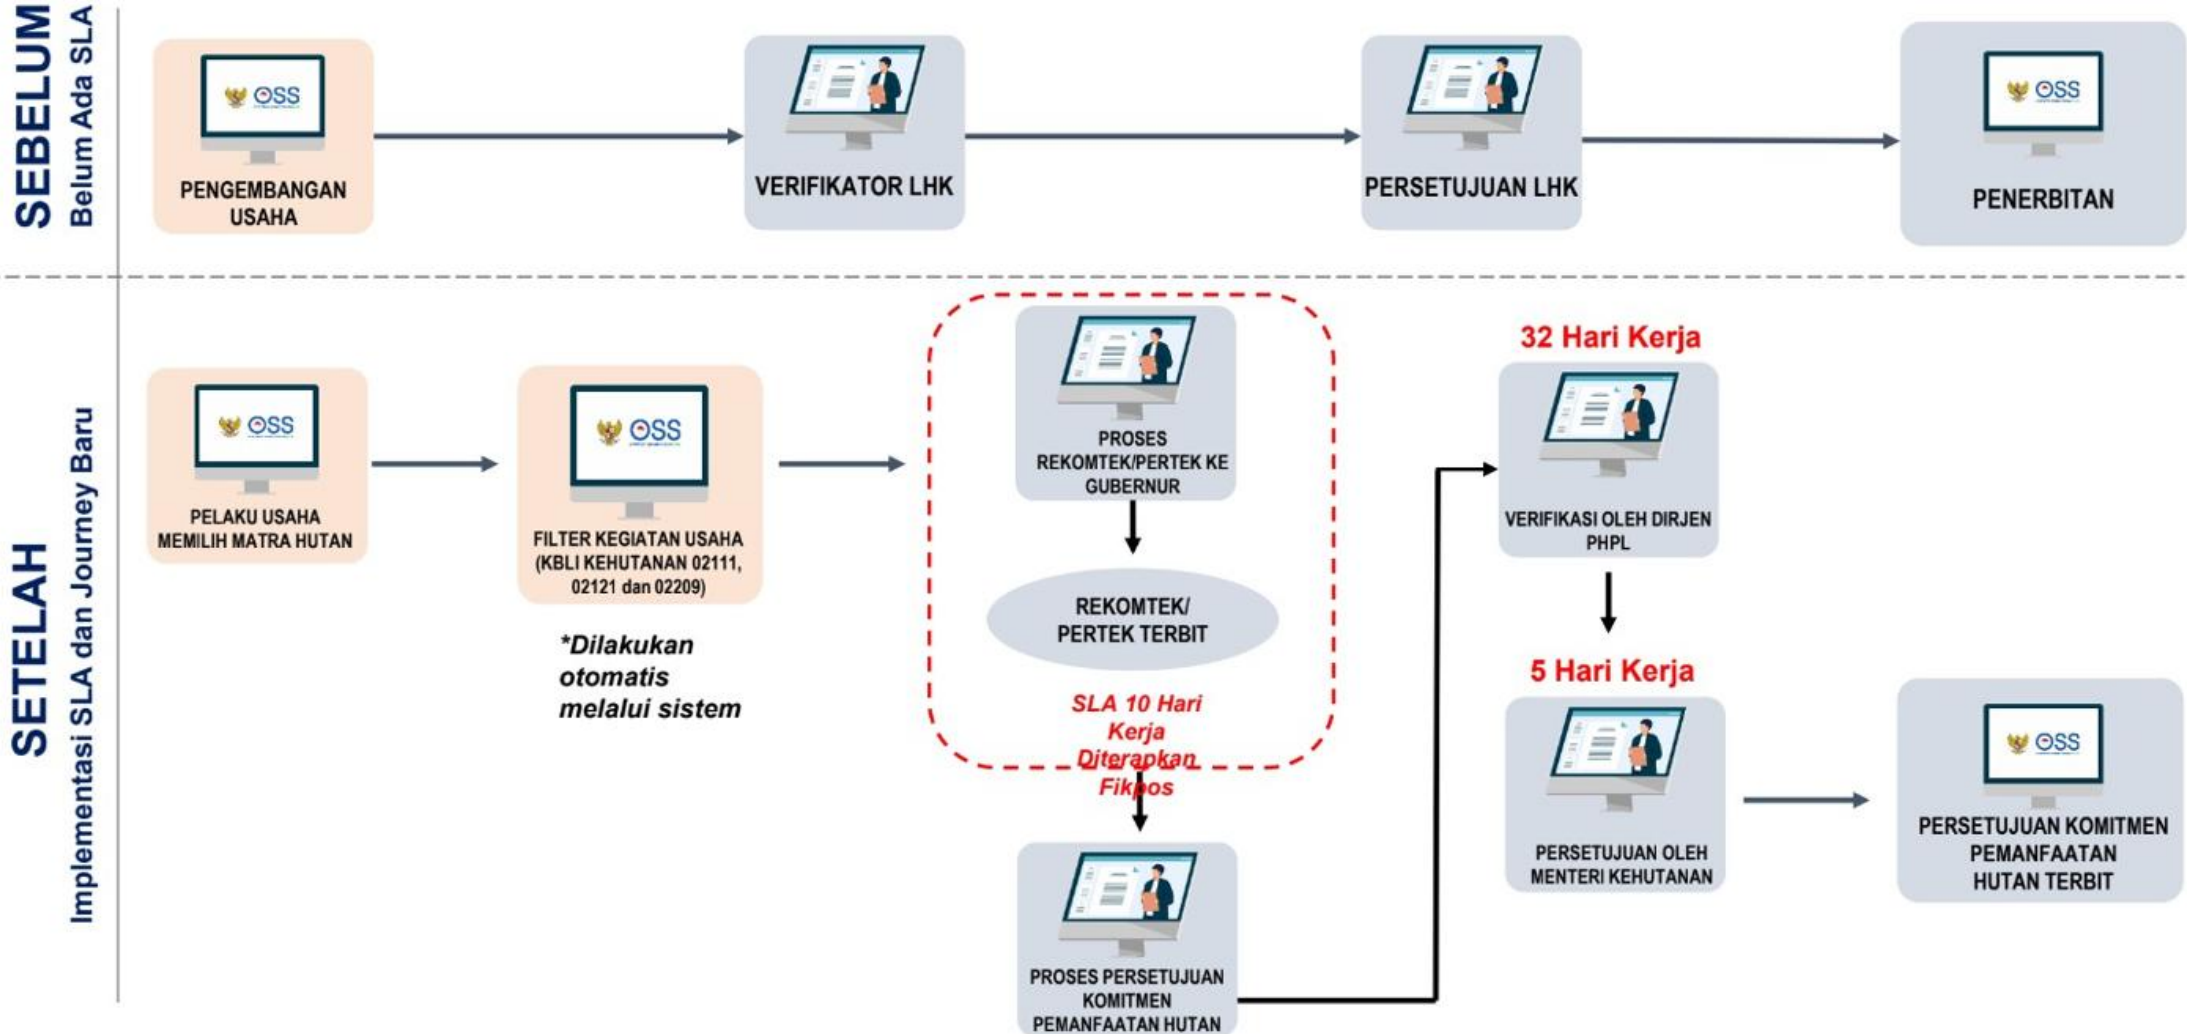 SEBELUM
Belum Ada SLA
OSS
PENGEMBANGAN
USAHA
VERIFIKATOR LHK
PERSETUJUAN LHK
OSS
PENERBITAN
SETELAH
Implementasi SLA dan Journey Baru
OSS
PELAKU USAHA
MEMILIH MATRA HUTAN
OSS
FILTER KEGIATAN USAHA
(KBLI KEHUTANAN 02111,
02121 dan 02209)
*Dilakukan
otomatis
melalui sistem
PROSES
REKOMTEK/PERTEK KE
GUBERNUR
REKOMTEK/
PERTEK TERBIT
SLA 10 Hari
Kerja
Diterapkan
Fikpos
PROSES PERSETUJUAN
KOMITMEN
PEMANFAATAN HUTAN
32 Hari Kerja
VERIFIKASI OLEH DIRJEN
PHPL
5 Hari Kerja
PERSETUJUAN OLEH
MENTERI KEHUTANAN
OSS
PERSETUJUAN KOMITMEN
PEMANFAATAN
HUTAN TERBIT